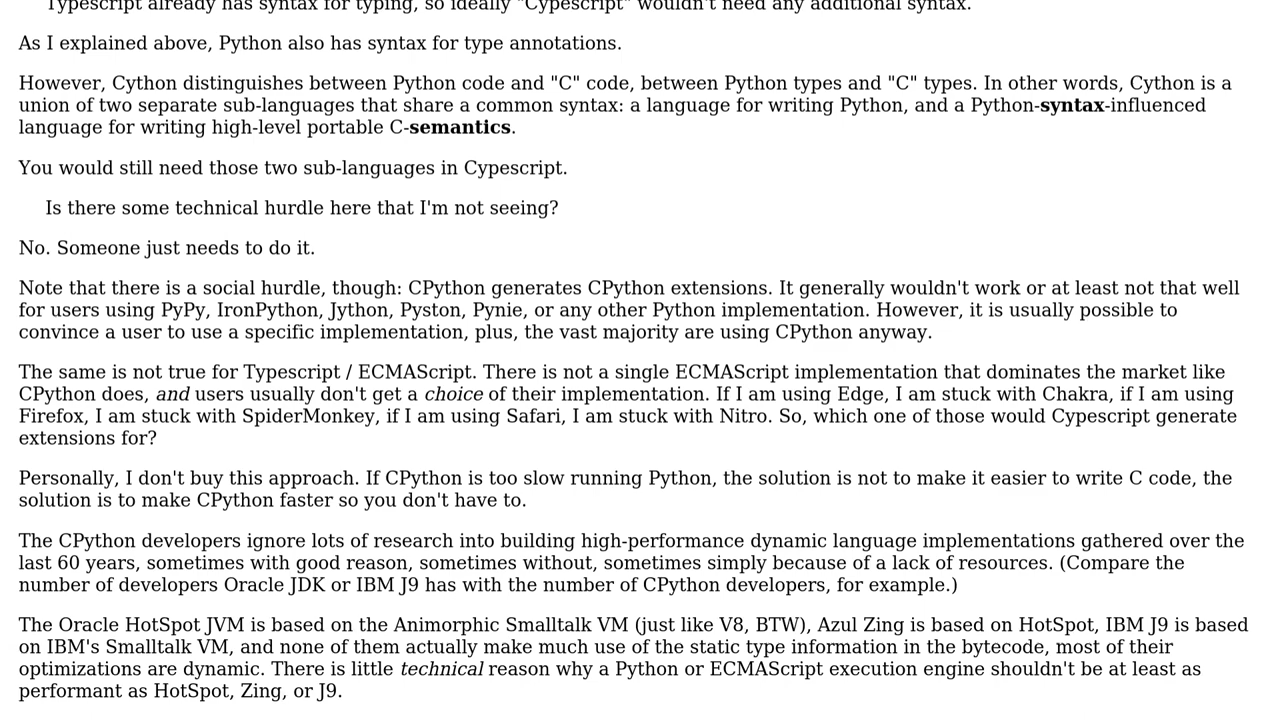 Typescript already has syntax for typing, so ideally "Cypescript" wouldn't need any additional syntax.
As I explained above, Python also has syntax for type annotations.
However, Cython distinguishes between Python code and "C" code, between Python types and "C" types. In other words, Cython is a
union of two separate sub-languages that share a common syntax: a language for writing Python, and a Python-syntax-influenced
language for writing high-level portable C-semantics.
You would still need those two sub-languages in Cypescript.
Is there some technical hurdle here that I'm not seeing?
No. Someone just needs to do it.
Note that there is a social hurdle, though: CPython generates CPython extensions. It generally wouldn't work or at least not that well
for users using PyPy, IronPython, Jython, Pyston, Pynie, or any other Python implementation. However, it is usually possible to
convince a user to use a specific implementation, plus, the vast majority are using CPython anyway.
The same is not true for Typescript / ECMAScript. There is not a single ECMAScript implementation that dominates the market like
CPython does, and users usually don't get a choice of their implementation. If I am using Edge, I am stuck with Chakra, if I am using
Firefox, I am stuck with SpiderMonkey, if I am using Safari, I am stuck with Nitro. So, which one of those would Cypescript generate
extensions for?
Personally, I don't buy this approach. If CPython is too slow running Python, the solution is not to make it easier to write C code, the
solution is to make CPython faster so you don't have to.
The CPython developers ignore lots of research into building high-performance dynamic language implementations gathered over the
last 60 years, sometimes with good reason, sometimes without, sometimes simply because of a lack of resources. (Compare the
number of developers Oracle JDK or IBM J9 has with the number of CPython developers, for example.)
The Oracle HotSpot JVM is based on the Animorphic Smalltalk VM (just like V8, BTW), Azul Zing is based on HotSpot, IBM J9 is based
on IBM's Smalltalk VM, and none of them actually make much use of the static type information in the bytecode, most of their
optimizations are dynamic. There is little technical reason why a Python or ECMAScript execution engine shouldn't be at least as
performant as HotSpot, Zing, or J9.